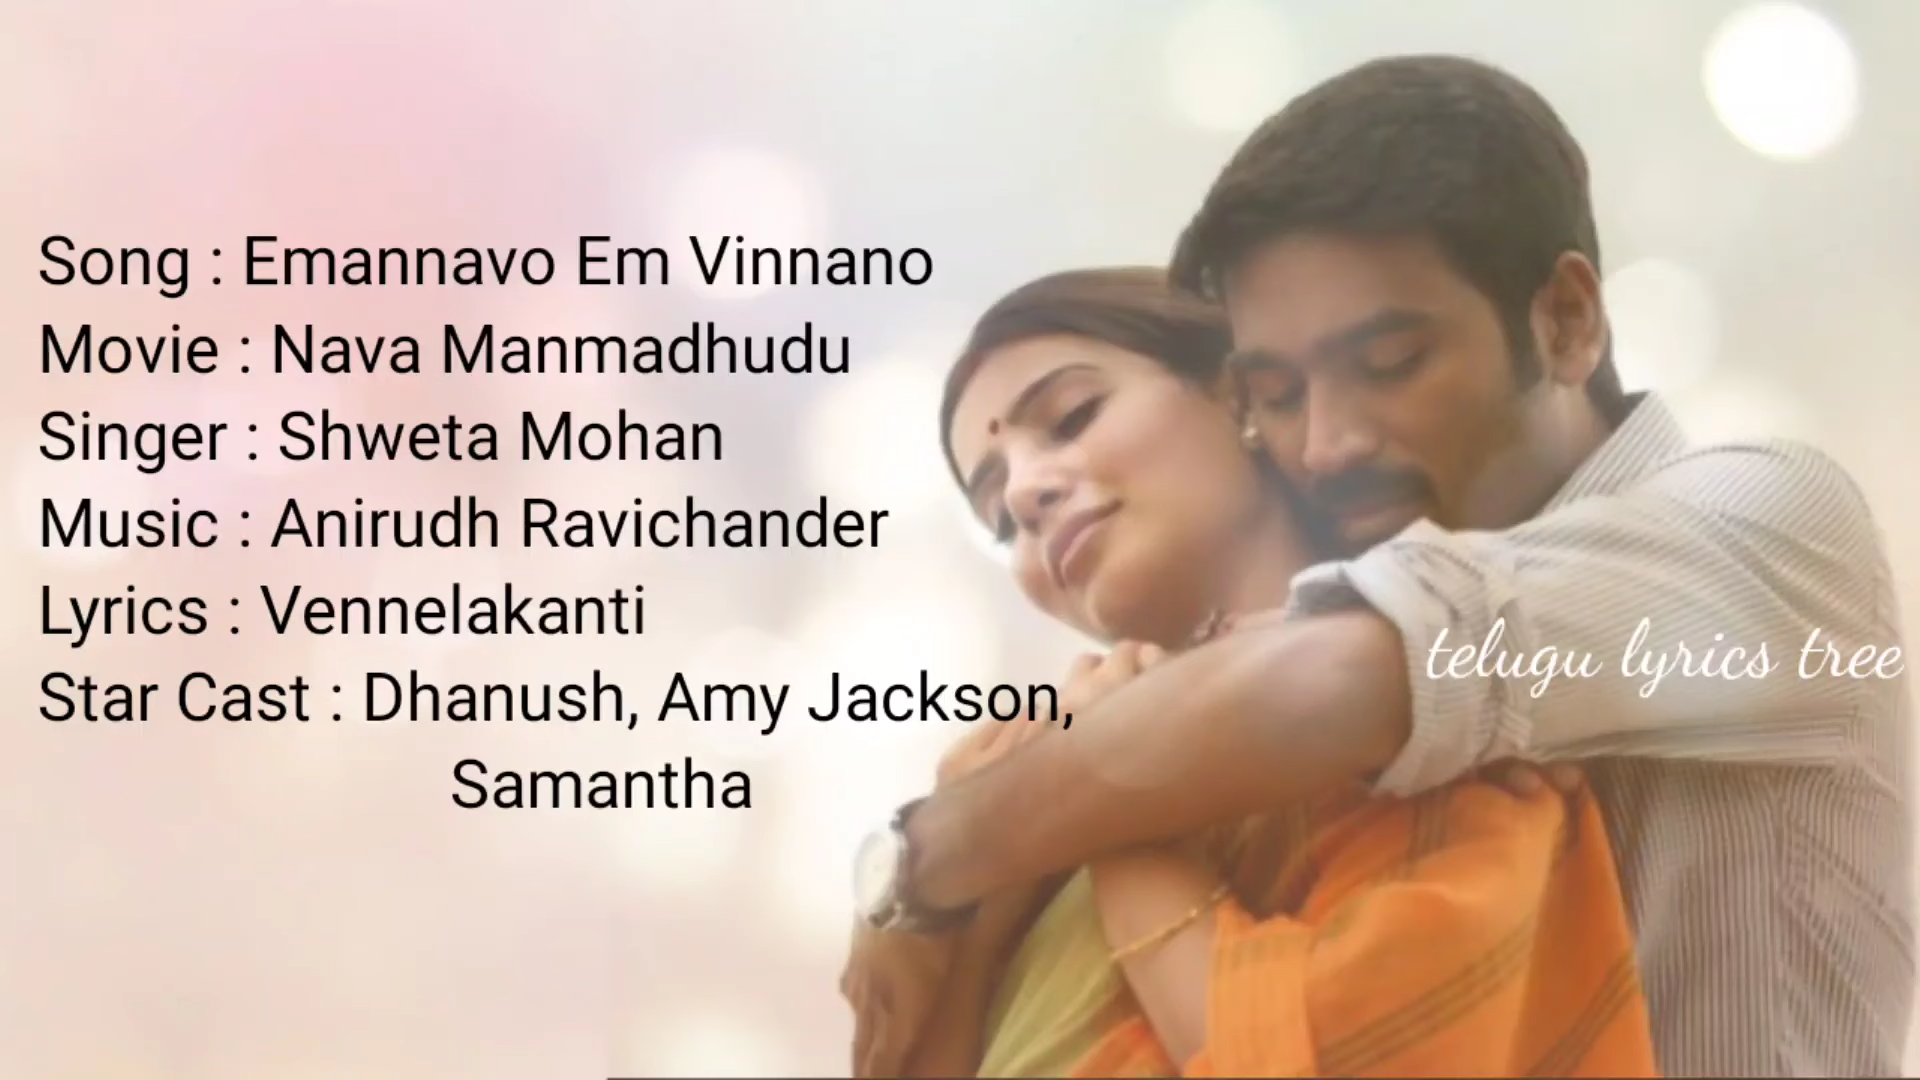 Song : Emannavo Em Vinnano
Movie : Nava Manmadhudu
Singer : Shweta Mohan
Music : Anirudh Ravichander
Lyrics : Vennelakanti
Star Cast : Dhanush, Amy Jackson,
Samantha
telugu lyrics tree